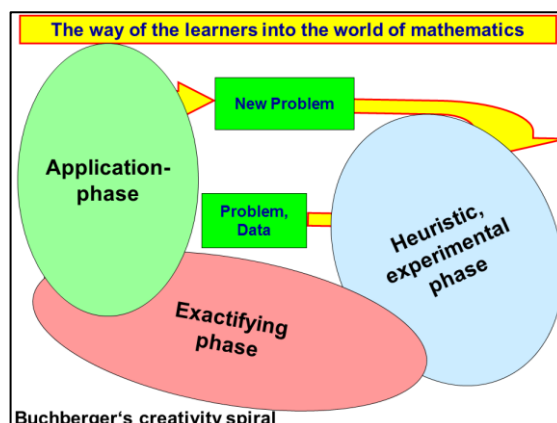 The way of the learners into the world of mathematics
New Problem
Application-
phase
Problem,
Data
Heuristic,
experimental
phase
Exactifying
phase
Buchberger‘s creativity spiral